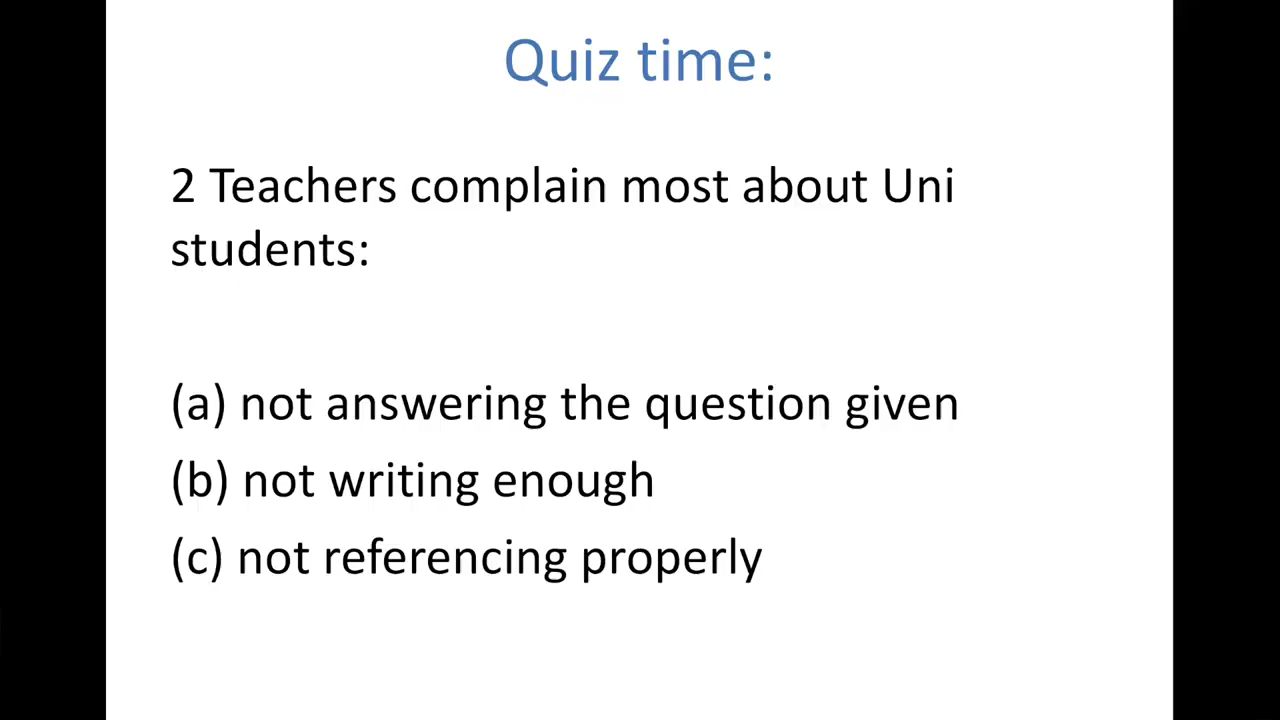 Quiz time:
2 Teachers complain most about Uni
students:
(a) not answering the question given
(b) not writing enough
(c) not referencing properly